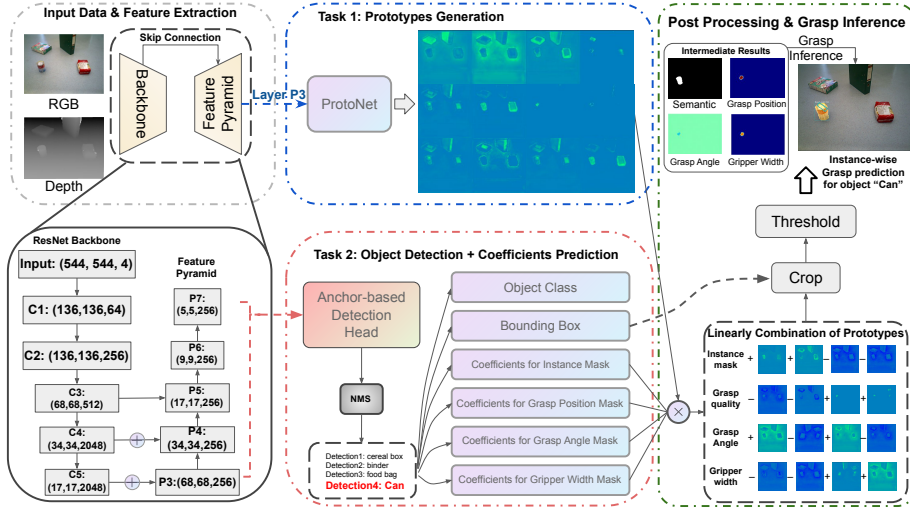 Input Data & Feature Extraction
Skip Connection
Backbone
Feature
Pyramid
RGB
Depth
Layer P3
Task 1: Prototypes Generation
ProtoNet
Post Processing & Grasp Inference
Intermediate Results
Semantic
Grasp Position
Grasp Angle
Gripper Width
Grasp
Inference
Instance-wise
Grasp prediction
for object “Can”
Threshold
Crop
ResNet Backbone
Input: (544, 544, 4)
C1: (136,136,64)
C2: (136,136,256)
C3:
(68,68,512)
C4:
(34,34,2048)
C5:
(17,17,2048)
Feature
Pyramid
P7:
(5,5,256)
P6:
(9,9,256)
P5:
(17,17,256)
P4:
(34,34,256)
P3:(68,68,256)
Task 2: Object Detection + Coefficients Prediction
Anchor-based
Detection
Head
NMS
Detection1: cereal box
Detection2: binder
Detection3: food bag
Detection4: Can
Object Class
Bounding Box
Coefficients for Instance Mask
Coefficients for Grasp Position Mask
Coefficients for Grasp Angle Mask
Coefficients for Gripper Width Mask
×
Linearly Combination of Prototypes
Instance
mask
+ + − −
Grasp
quality
− − + +
Grasp
Angle
+ − + −
Gripper
width
− − + +